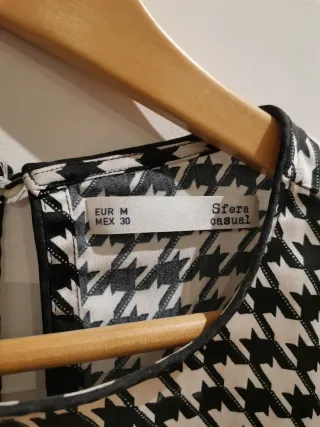 EUR M
MEX 30
Sfera
casual